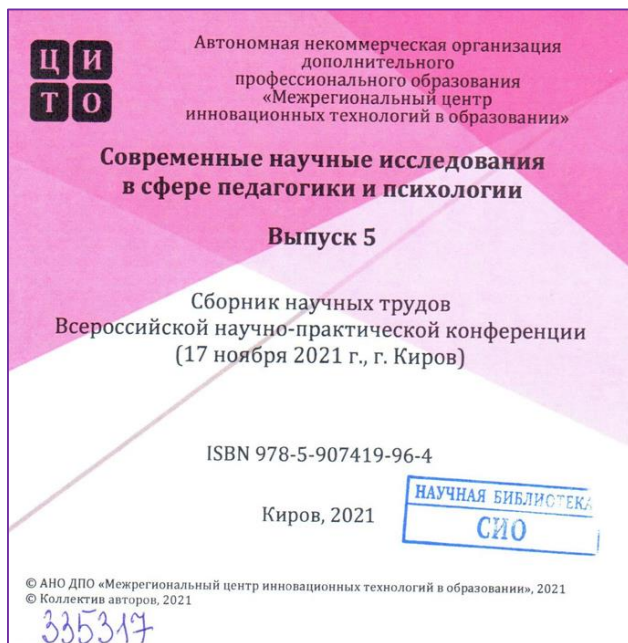 ЦИ
ТО
Автономная некоммерческая организация
дополнительного
профессионального образования
«Межрегиональный центр
инновационных технологий в образовании»
Современные научные исследования
в сфере педагогики и психологии
Выпуск 5
Сборник научных трудов
Всероссийской научно-практической конференции
(17 ноября 2021 г., г. Киров)
ISBN 978-5-907419-96-4
Киров, 2021
НАУЧНАЯ БИБЛИОТЕКА
СИО
© АНО ДПО «Межрегиональный центр инновационных технологий в образовании», 2021
© Коллектив авторов, 2021
335317